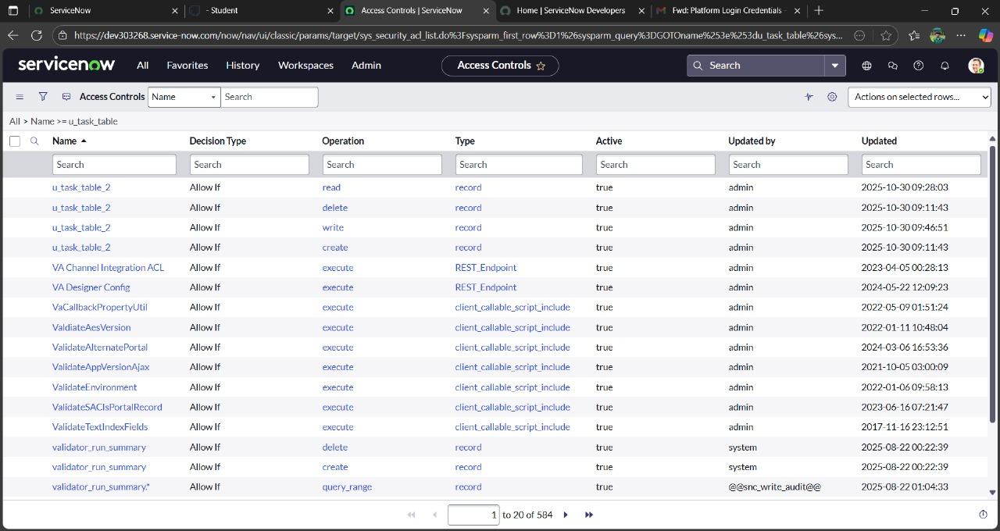 ServiceNow
- Student
Access Controls | ServiceNow
Home | ServiceNow Developers
Fwd: Platform Login Credentials -
https://dev303268.service-now.com/now/nav/ui/classic/params/target/sys_security_acl_list.do%3Fsysparm_first_row%3D1%26sysparm_query%3DGOTOname%253e%253du_task_table%26sys...
servicenow All Favorites History Workspaces Admin Access Controls Search
Access Controls Name Search Actions on selected rows...
All > Name >= u_task_table
Name Decision Type Operation Type Active Updated by Updated
Search Search Search Search Search Search Search
u_task_table_2 Allow If read record true admin 2025-10-30 09:28:03
u_task_table_2 Allow If delete record true admin 2025-10-30 09:11:43
u_task_table_2 Allow If write record true admin 2025-10-30 09:46:51
u_task_table_2 Allow If create record true admin 2025-10-30 09:11:43
VA Channel Integration ACL Allow If execute REST_Endpoint true admin 2023-04-05 00:28:13
VA Designer Config Allow If execute REST_Endpoint true admin 2024-05-22 12:09:23
VaCallbackPropertyUtil Allow If execute client_callable_script_include true admin 2022-05-09 01:51:24
ValdiateAesVersion Allow If execute client_callable_script_include true admin 2022-01-11 10:48:04
ValidateAlternatePortal Allow If execute client_callable_script_include true admin 2024-03-06 16:53:36
ValidateAppVersionAjax Allow If execute client_callable_script_include true admin 2021-10-05 03:00:09
ValidateEnvironment Allow If execute client_callable_script_include true admin 2022-01-06 09:58:13
ValidateSACIsPortalRecord Allow If execute client_callable_script_include true admin 2023-06-16 07:21:47
ValidateTextIndexFields Allow If execute client_callable_script_include true admin 2017-11-16 23:12:51
validator_run_summary Allow If delete record true system 2025-08-22 00:22:39
validator_run_summary Allow If create record true system 2025-08-22 00:22:39
validator_run_summary.* Allow If query_range record true @@snc_write_audit@@ 2025-08-22 01:04:33
1 to 20 of 584